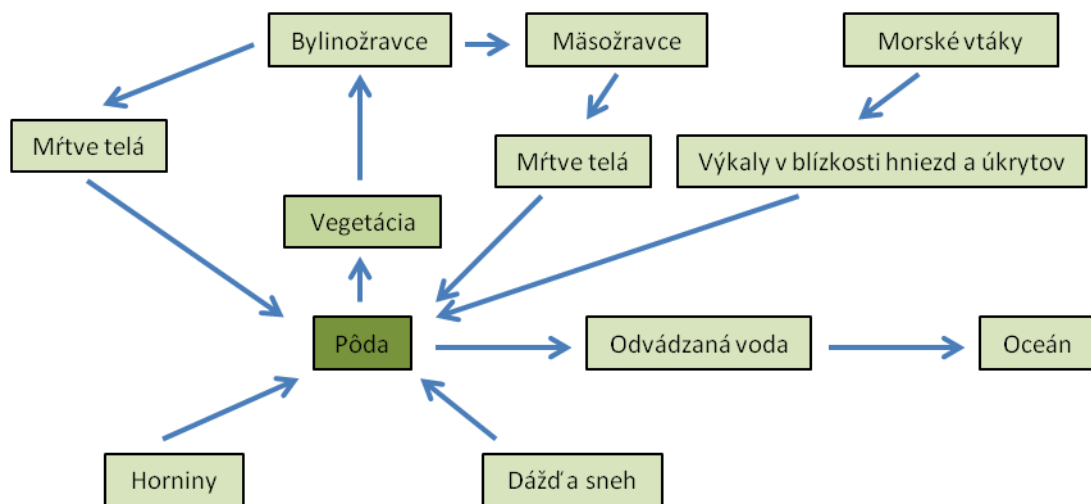 Bylinožravce
Mäsožravce
Morské vtáky
Mŕtve telá
Mŕtve telá
Výkaly v blízkosti hniezd a úkrytov
Vegetácia
Pôda
Odvádzaná voda
Oceán
Horniny
Dážď a sneh